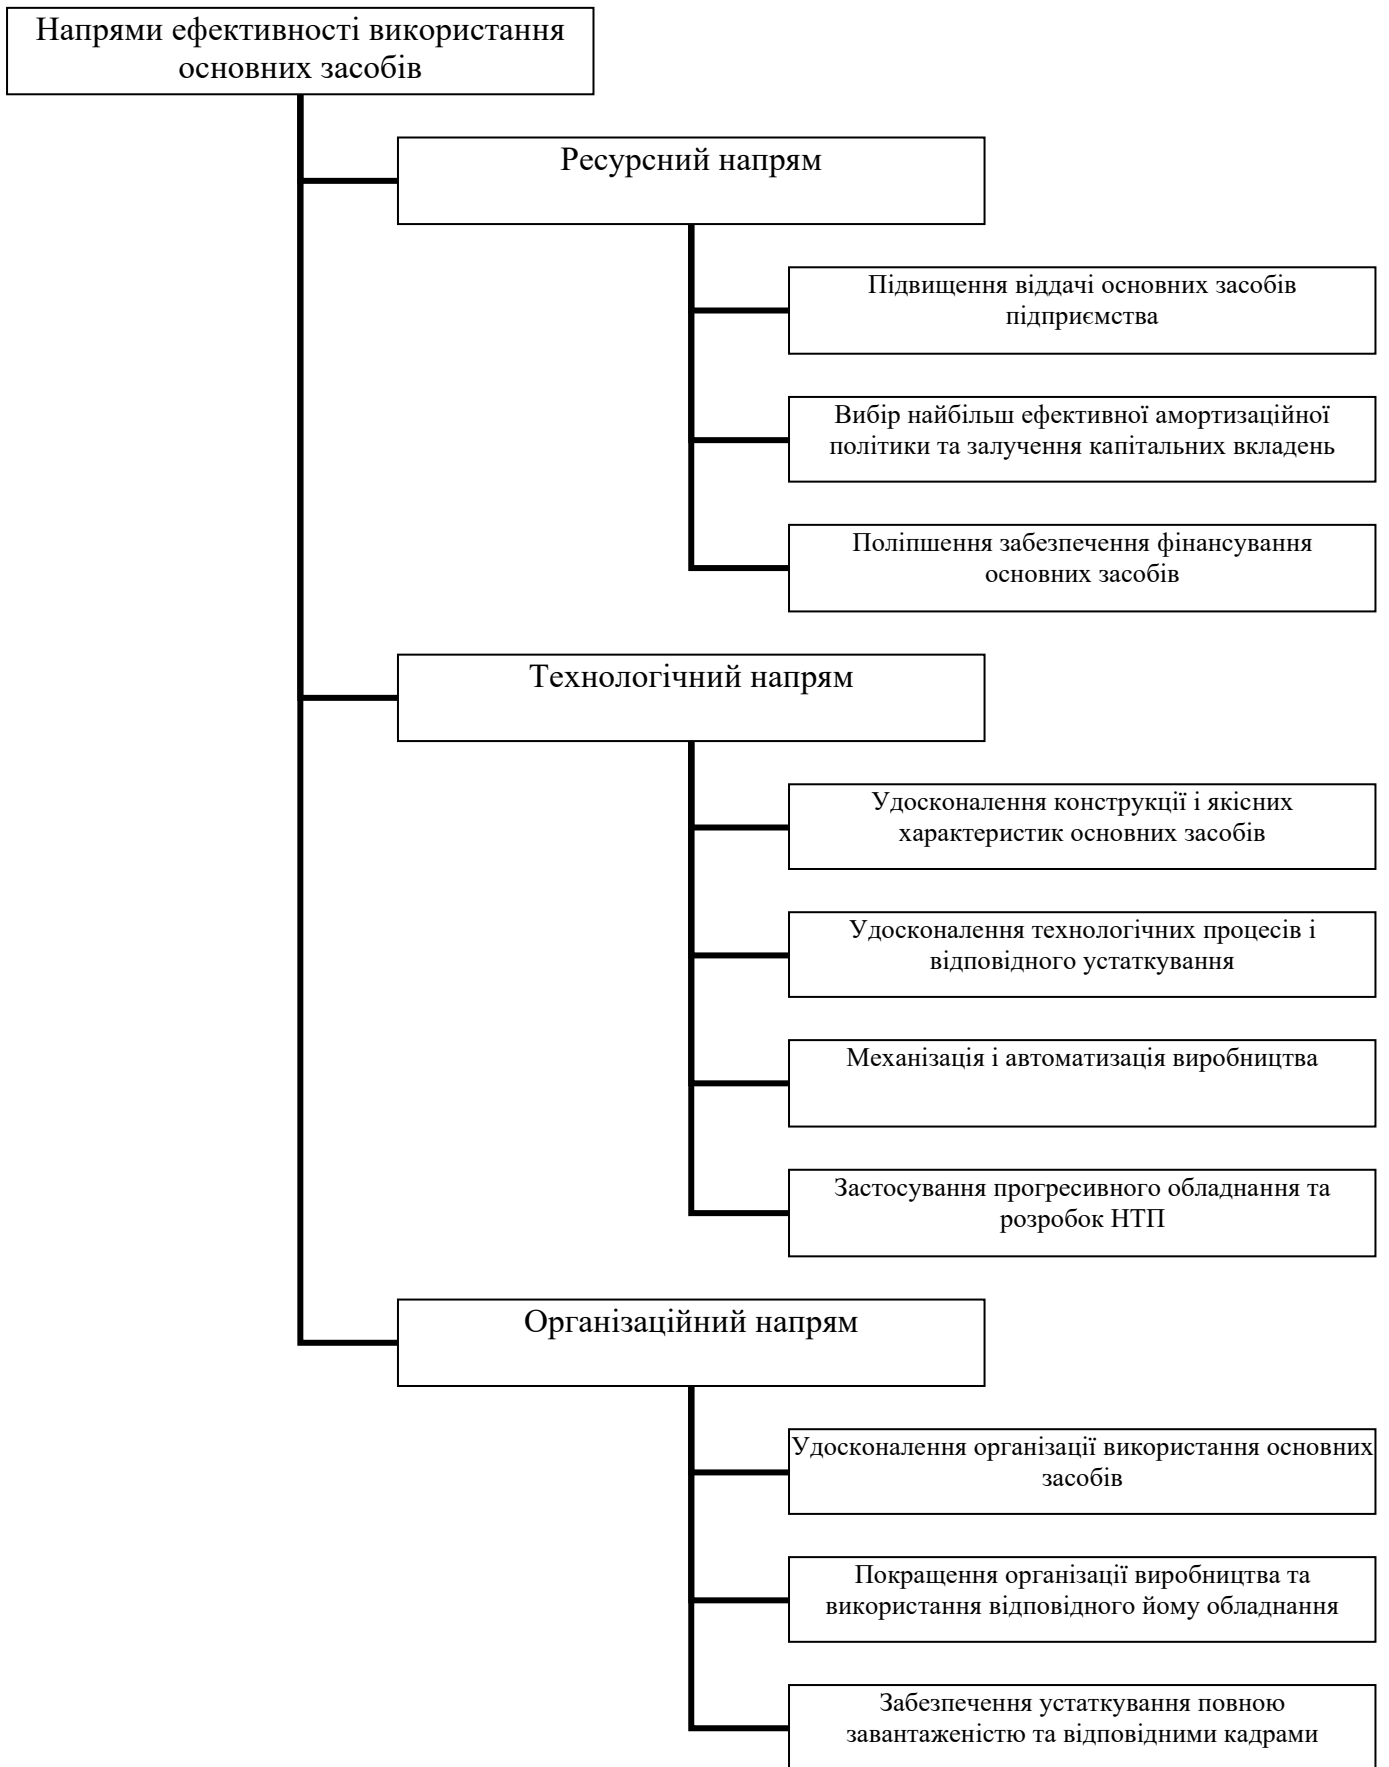 Напрями ефективності використання
основних засобів
Ресурсний напрям
Підвищення віддачі основних засобів
підприємства
Вибір найбільш ефективної амортизаційної
політики та залучення капітальних вкладень
Поліпшення забезпечення фінансування
основних засобів
Технологічний напрям
Удосконалення конструкції і якісних
характеристик основних засобів
Удосконалення технологічних процесів і
відповідного устаткування
Механізація і автоматизація виробництва
Застосування прогресивного обладнання та
розробок НТП
Організаційний напрям
Удосконалення організації використання основних
засобів
Покращення організації виробництва та
використання відповідного йому обладнання
Забезпечення устаткування повною
завантаженістю та відповідними кадрами